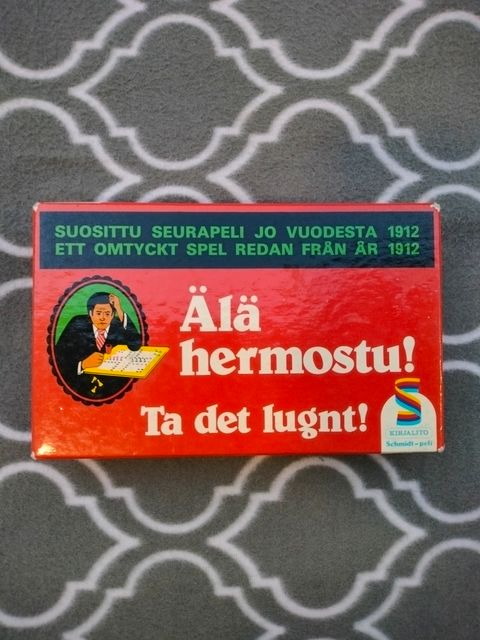 SUOSITTU SEURAPELI JO VUODESTA 1912
ETT OMTYCKT SPEL REDAN FRÅN ÅR 1912
Älä
hermostu!
Ta det lugnt!
KIRJALITO
Schmidt-peli